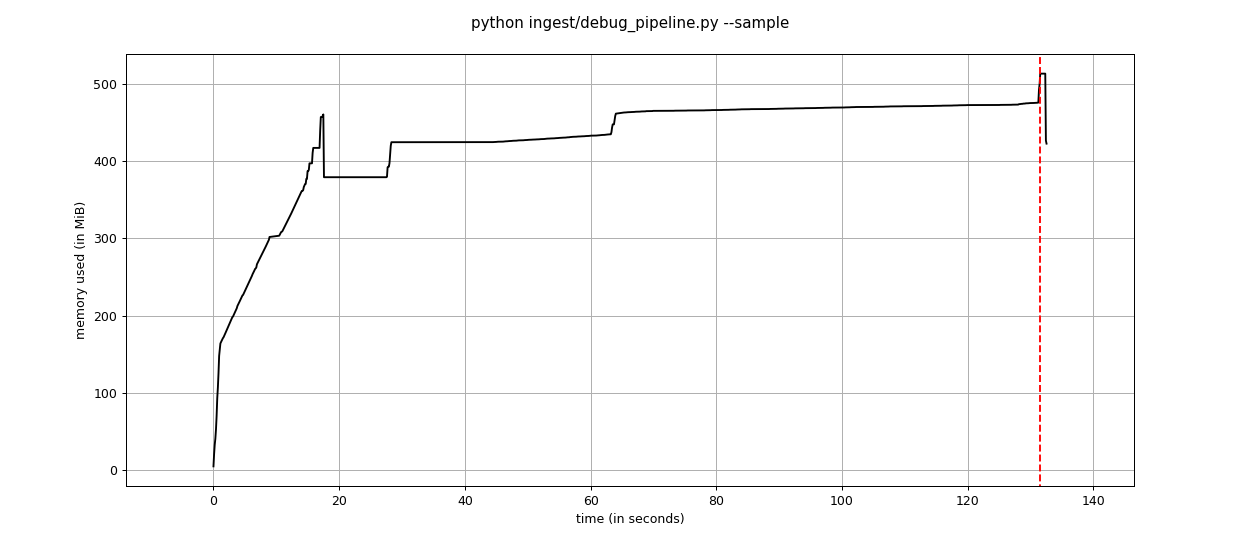 python ingest/debug_pipeline.py --sample
500
400
300
200
100
0
memory used (in MiB)
0 20 40 60 80 100 120 140
time (in seconds)